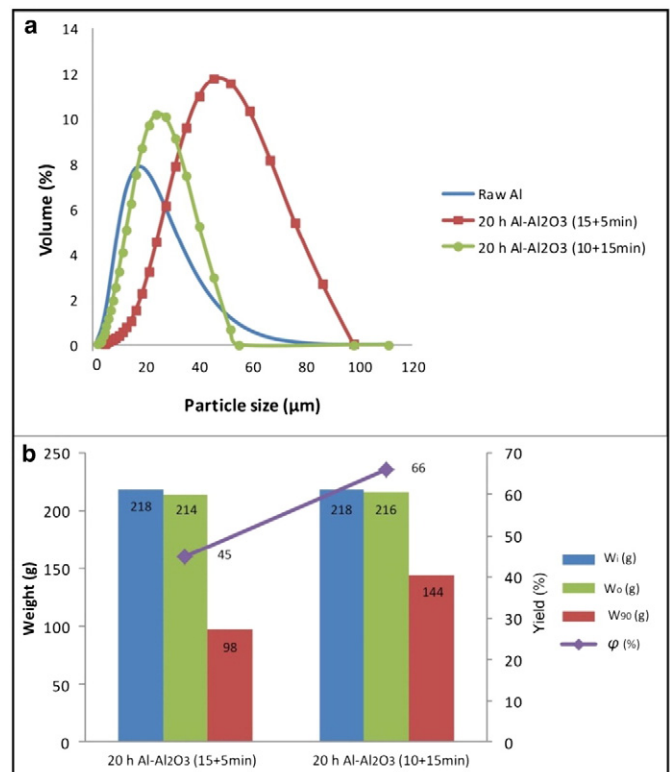 a
14
12
10
8
6
4
2
0
Volume (%)
0 20 40 60 80 100 120
Particle size (µm)
Raw Al
20 h Al-Al2O3 (15+5min)
20 h Al-Al2O3 (10+15min)
b
250
200
150
100
50
0
Weight (g)
218 214 98 45
218 216 144 66
70
60
50
40
30
20
10
0
Yield (%)
20 h Al-Al2O3 (15+5min) 20 h Al-Al2O3 (10+15min)
Wi (g)
Wo (g)
W90 (g)
φ (%)